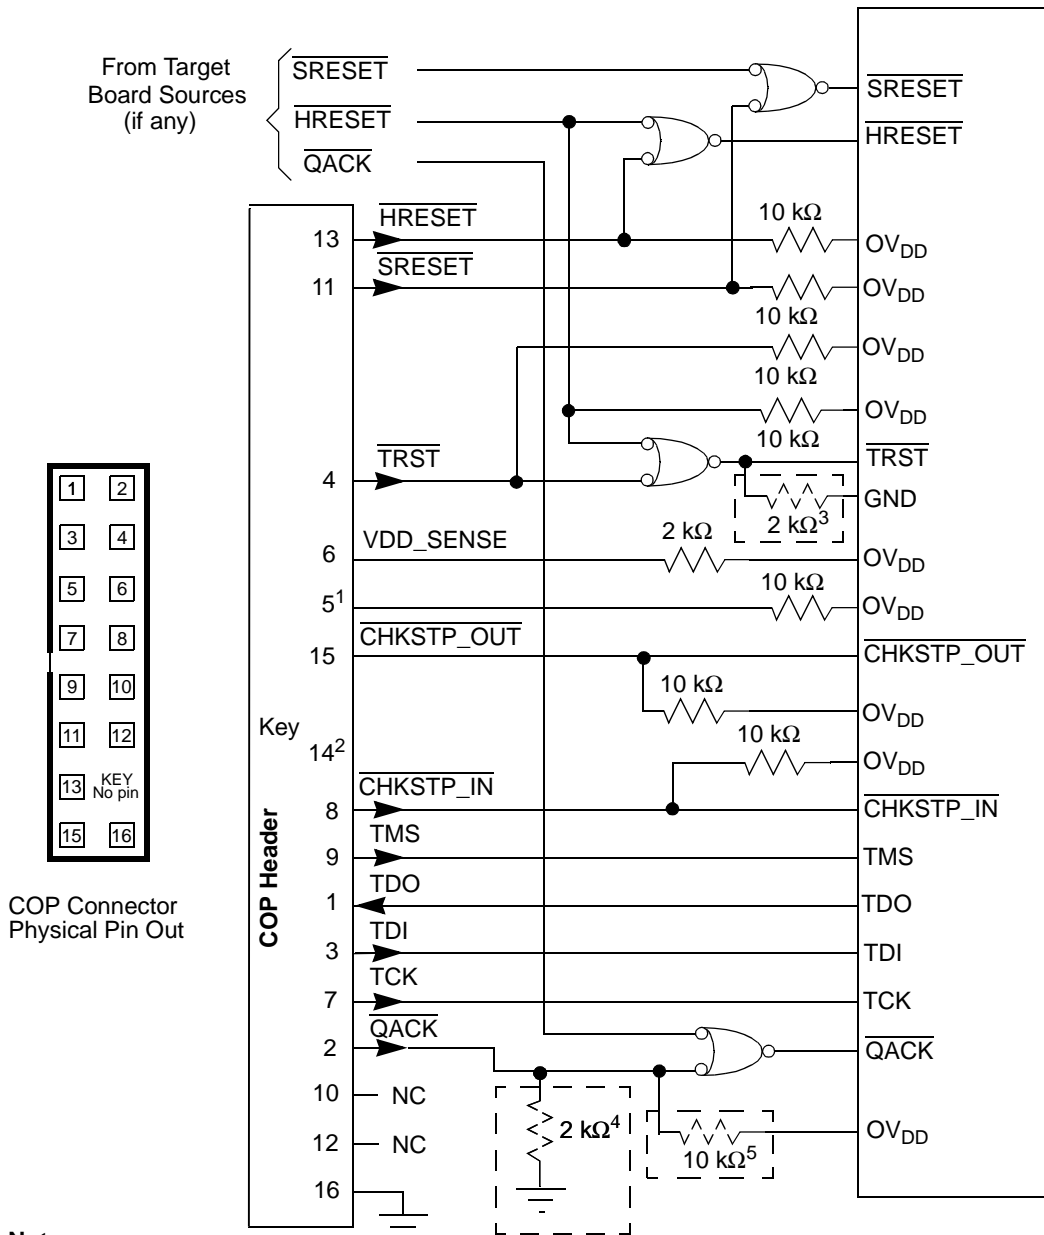 From Target
Board Sources
(if any)
SRESET
HRESET
QACK
SRESET
HRESET
13
HRESET
10 kΩ
OVDD
11
SRESET
10 kΩ
OVDD
10 kΩ
OVDD
10 kΩ
OVDD
4
TRST
TRST
2 kΩ3
GND
6
VDD_SENSE
2 kΩ
OVDD
51
10 kΩ
OVDD
15
CHKSTP_OUT
CHKSTP_OUT
10 kΩ
OVDD
Key
142
10 kΩ
OVDD
8
CHKSTP_IN
CHKSTP_IN
9
TMS
TMS
1
TDO
TDO
3
TDI
TDI
7
TCK
TCK
2
QACK
QACK
10
NC
2 kΩ4
10 kΩ5
OVDD
12
NC
16
COP Header
1 2
3 4
5 6
7 8
9 10
11 12
13 KEY
No pin
15 16
COP Connector
Physical Pin Out